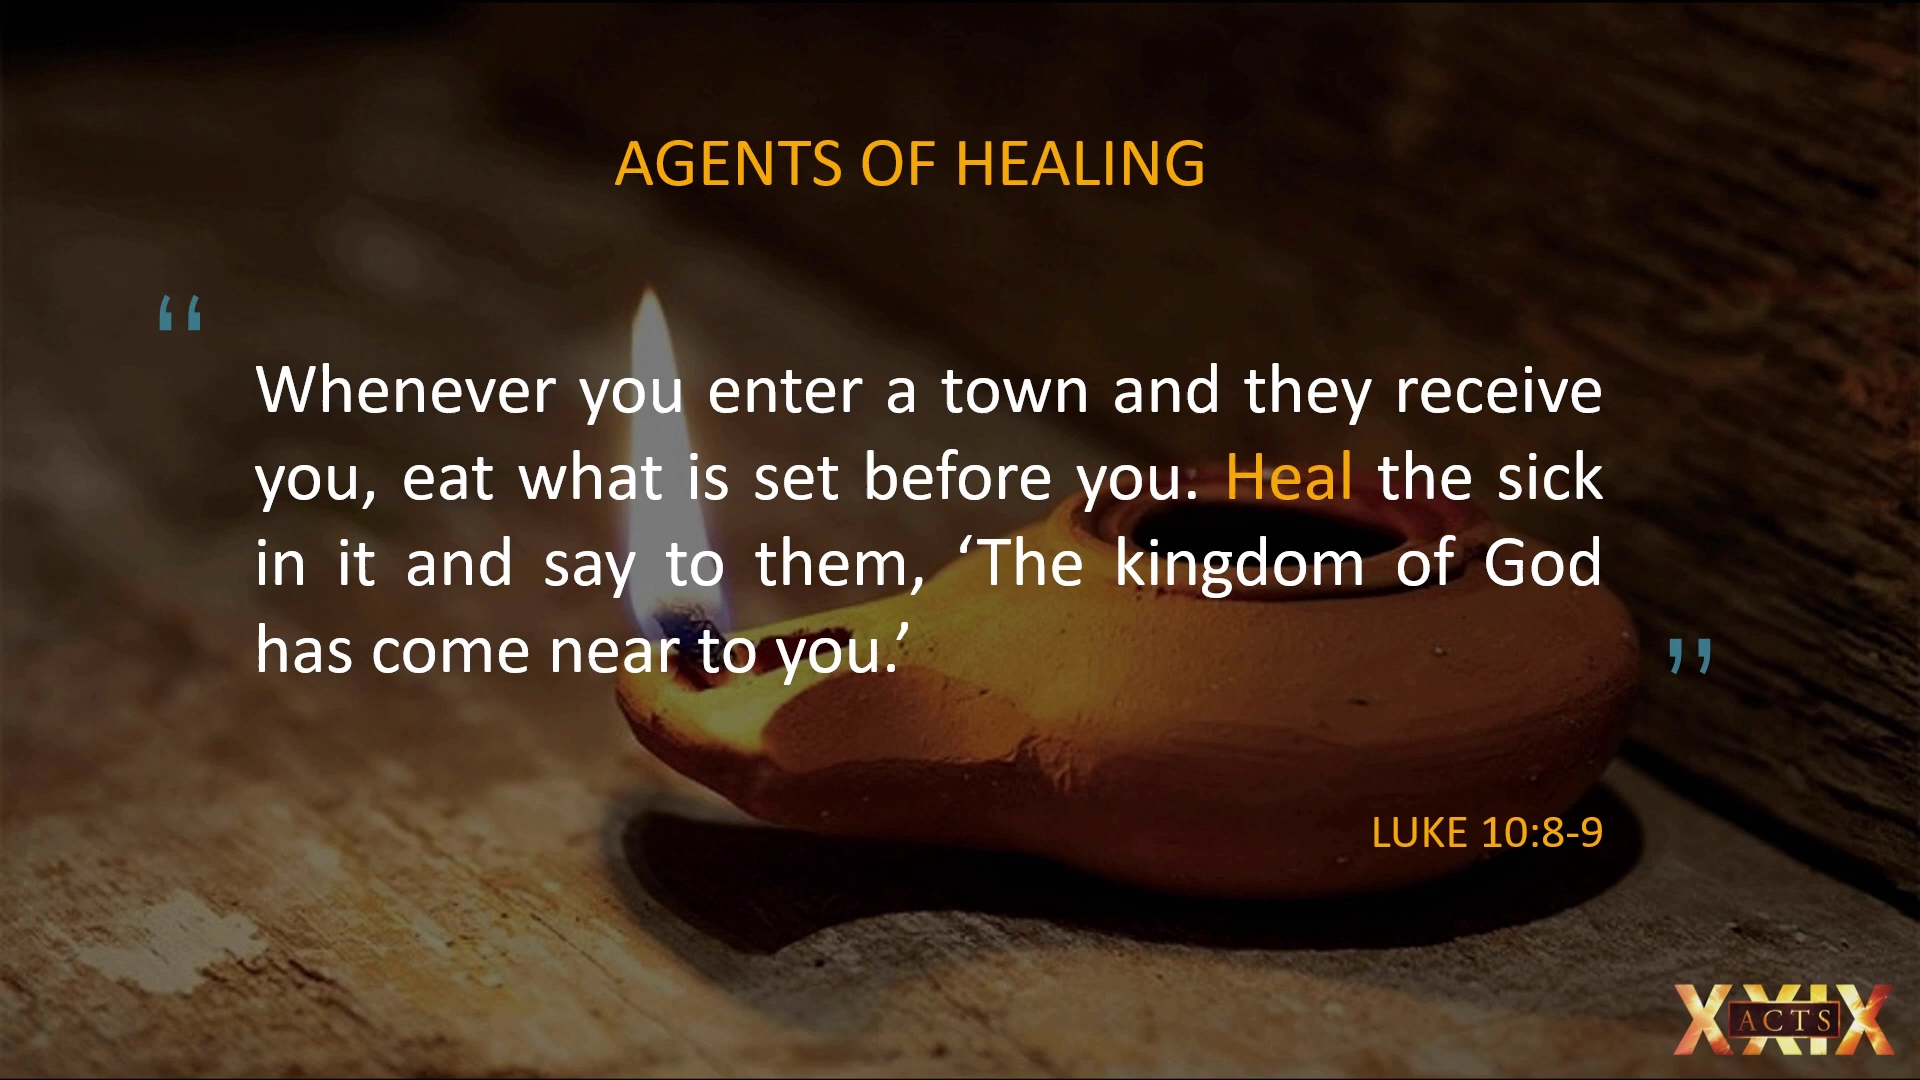 AGENTS OF HEALING
“
Whenever you enter a town and they receive
you, eat what is set before you. Heal the sick
in it and say to them, ‘The kingdom of God
has come near to you.’
”
LUKE 10:8-9
XXIX
ACTS